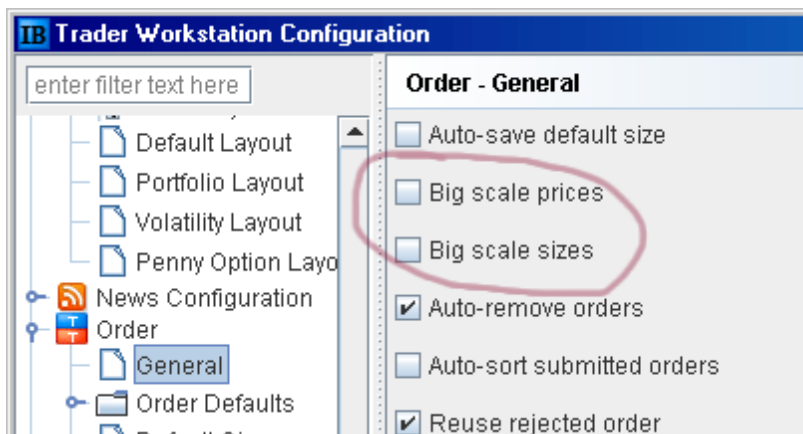 IB Trader Workstation Configuration
enter filter text here
Default Layout
Portfolio Layout
Volatility Layout
Penny Option Layo
News Configuration
Order
General
Order Defaults
Order - General
Auto-save default size
Big scale prices
Big scale sizes
Auto-remove orders
Auto-sort submitted orders
Reuse rejected order